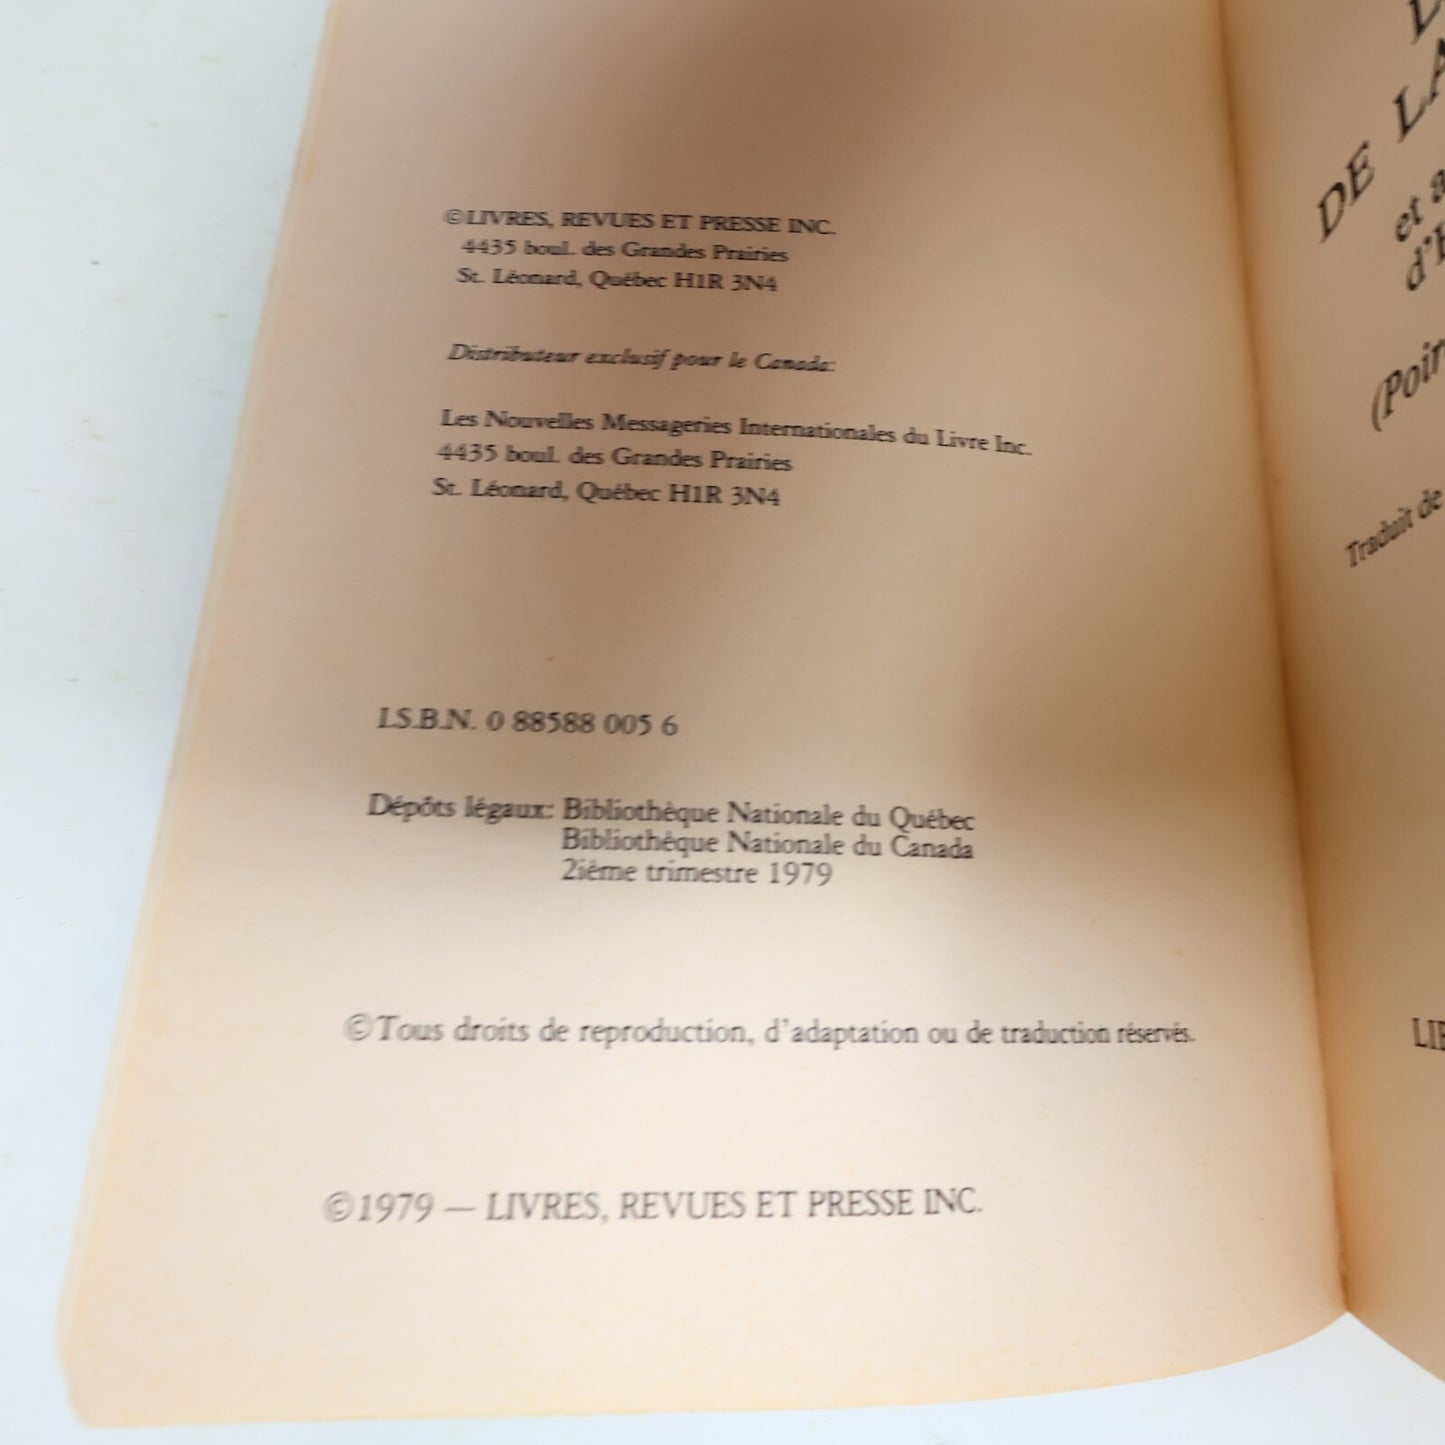 ©LIVRES, REVUES ET PRESSE INC.
4435 boul. des Grandes Prairies
St. Léonard, Québec H1R 3N4
Distributeur exclusif pour le Canada:
Les Nouvelles Messageries Internationales du Livre Inc.
4435 boul. des Grandes Prairies
St. Léonard, Québec H1R 3N4
I.S.B.N. 0 88588 005 6
Dépôts légaux: Bibliothèque Nationale du Québec
Bibliothèque Nationale du Canada
2ième trimestre 1979
©Tous droits de reproduction, d'adaptation ou de traduction réservés.
©1979 — LIVRES, REVUES ET PRESSE INC.
DE LA
et
Traduit de